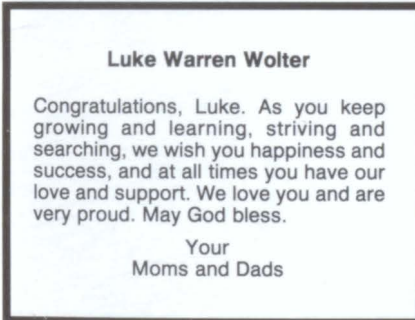 Luke Warren Wolter
Congratulations, Luke. As you keep
growing and learning, striving and
searching, we wish you happiness and
success, and at all times you have our
love and support. We love you and are
very proud. May God bless.
Your
Moms and Dads